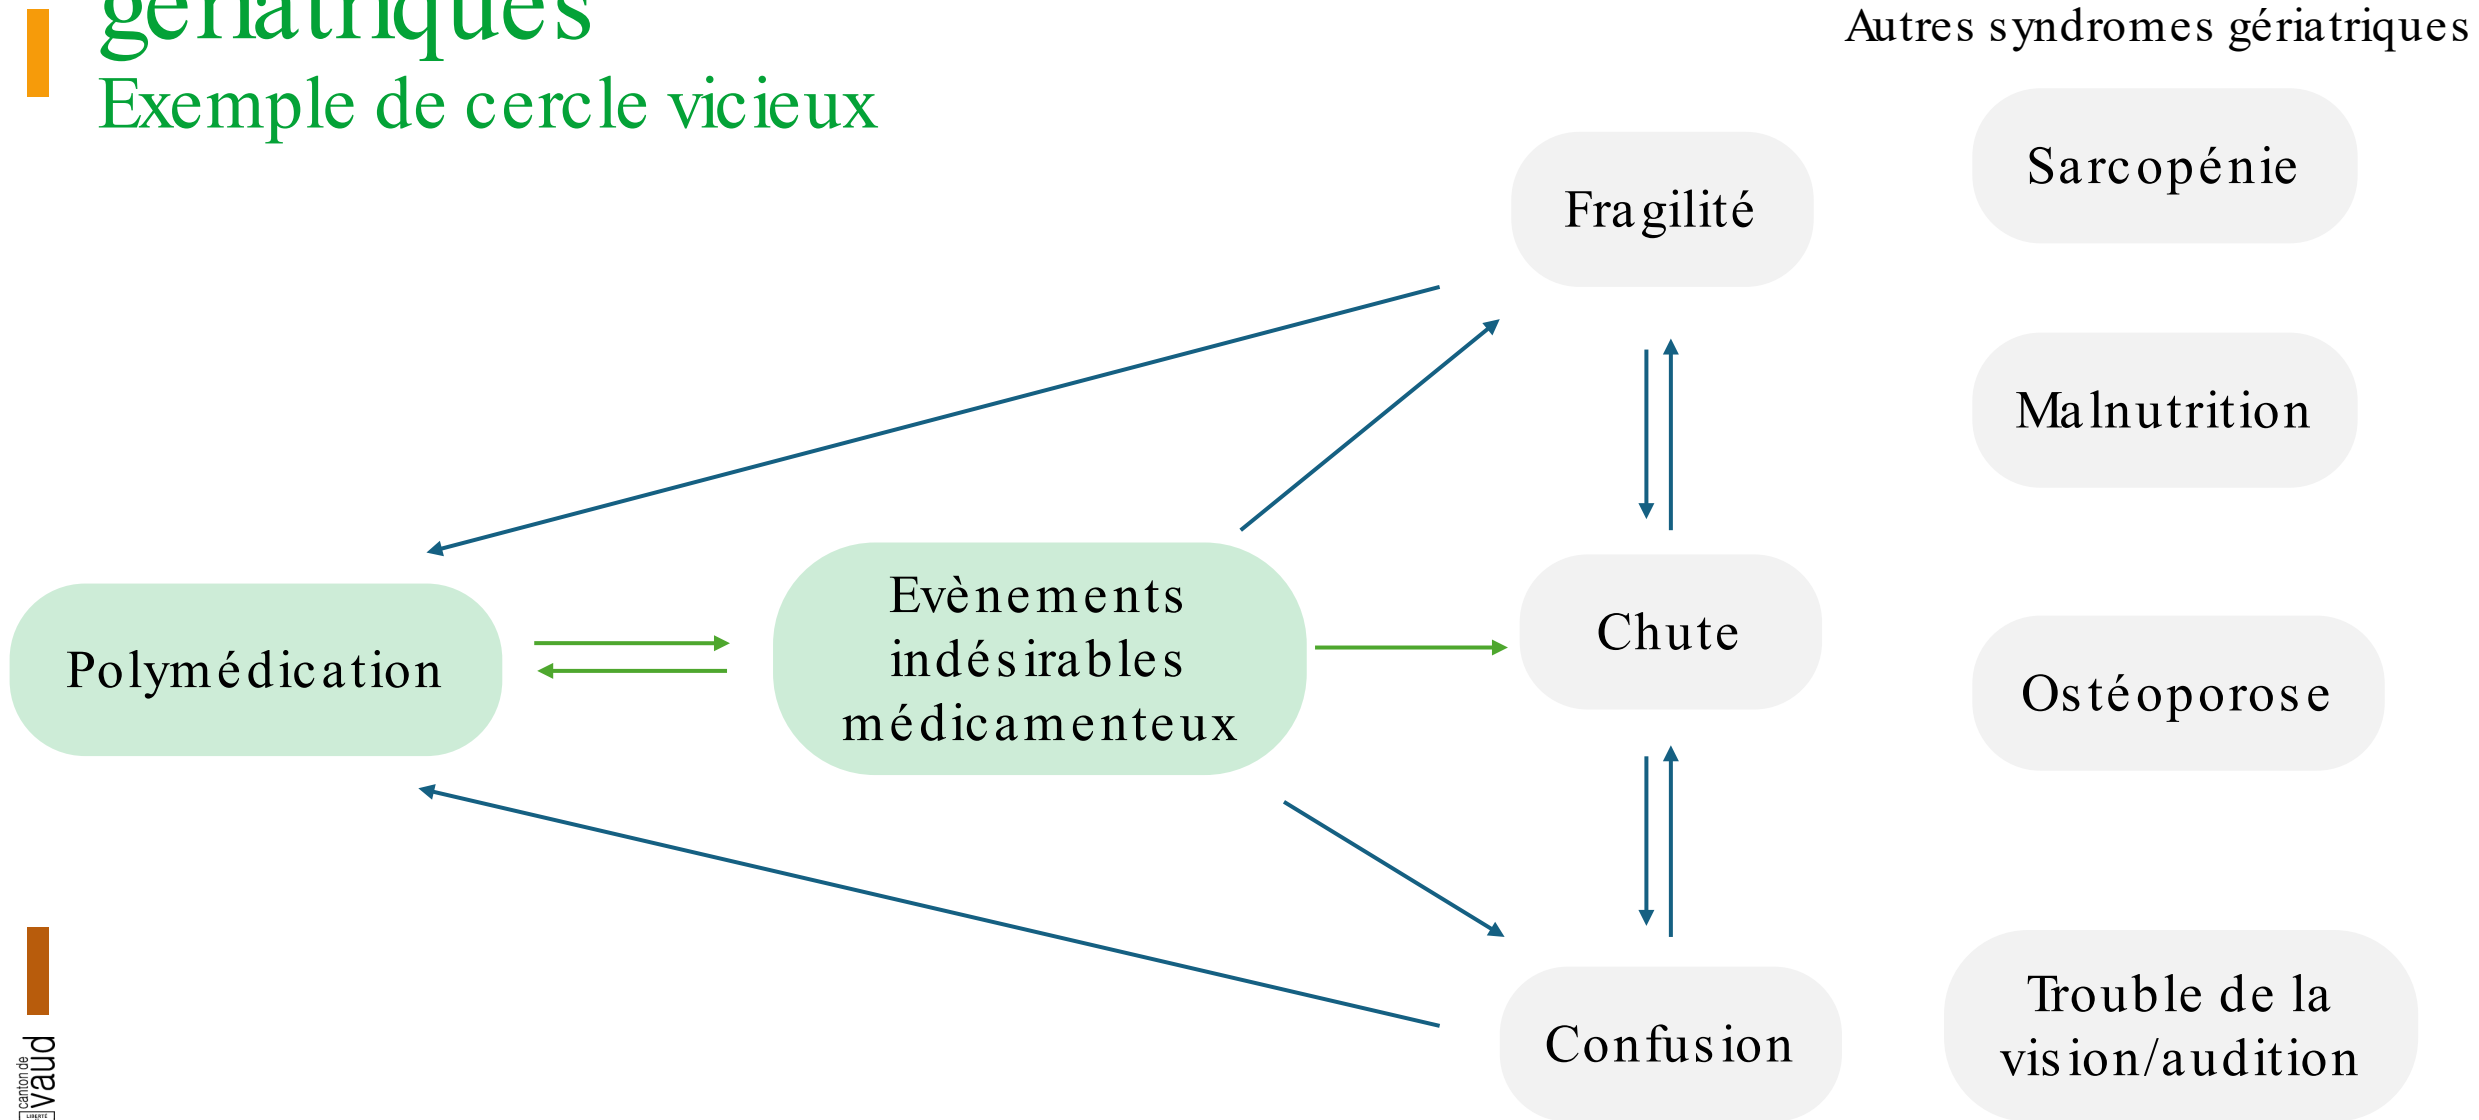 gériatriques
Exemple de cercle vicieux
Autres syndromes gériatriques
Fragilité
Sarcopénie
Malnutrition
Polymédication
Evènements
indésirables
médicamenteux
Chute
Ostéoporose
Confusion
Trouble de la
vision/audition
canton de
vaud
LIBERTÉ